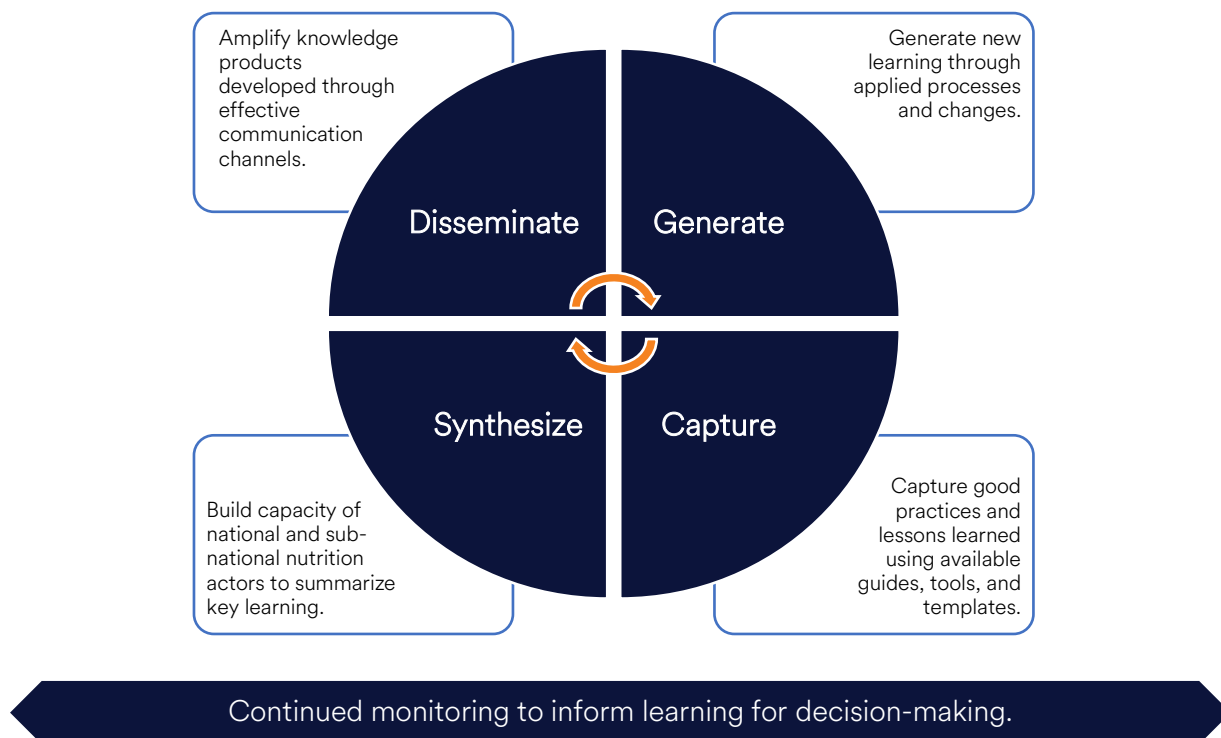 Amplify knowledge
products
developed through
effective
communication
channels.
Generate new
learning through
applied processes
and changes.
Disseminate
Generate
Synthesize
Capture
Build capacity of
national and sub-
national nutrition
actors to summarize
key learning.
Capture good
practices and
lessons learned
using available
guides, tools, and
templates.
Continued monitoring to inform learning for decision-making.